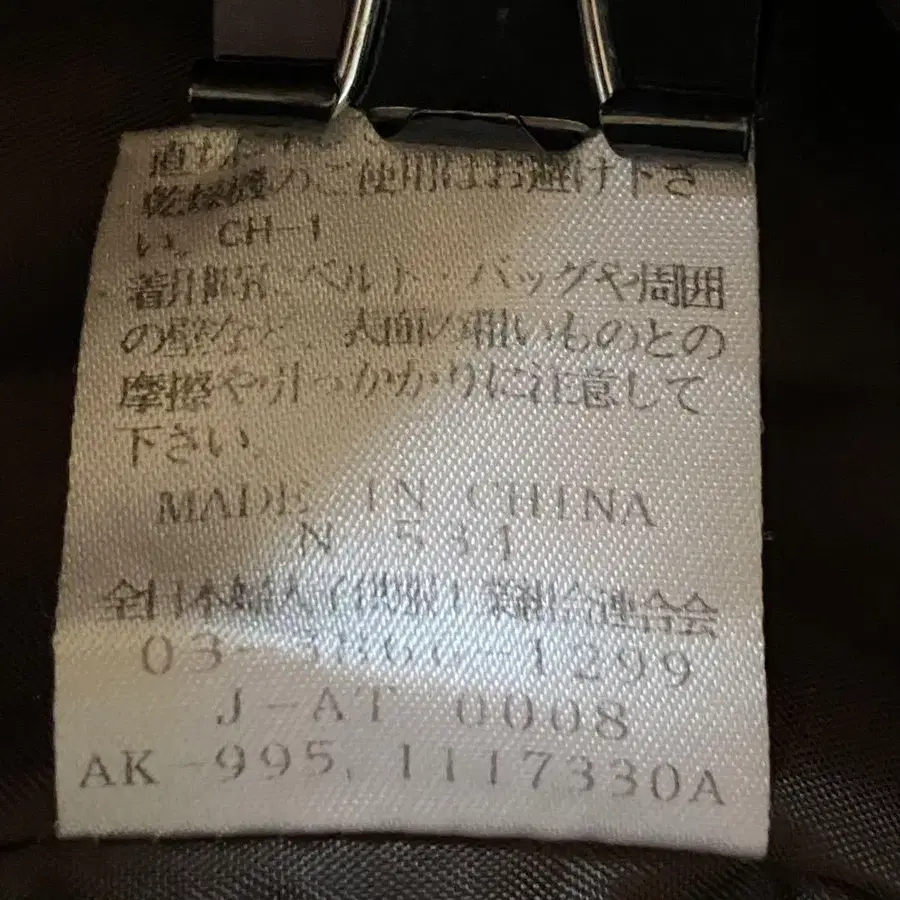 乾燥機のご使用はお避け下さ
い。CH-1
着用時にベルト・バッグや周囲
の壁など、表面の粗いものとの
摩擦や引っかかりに注意して
下さい。
MADE IN CHINA
N 531
全日本婦人子供服工業組合連合会
1299
J-AT 0008
AK-995. 1117330A